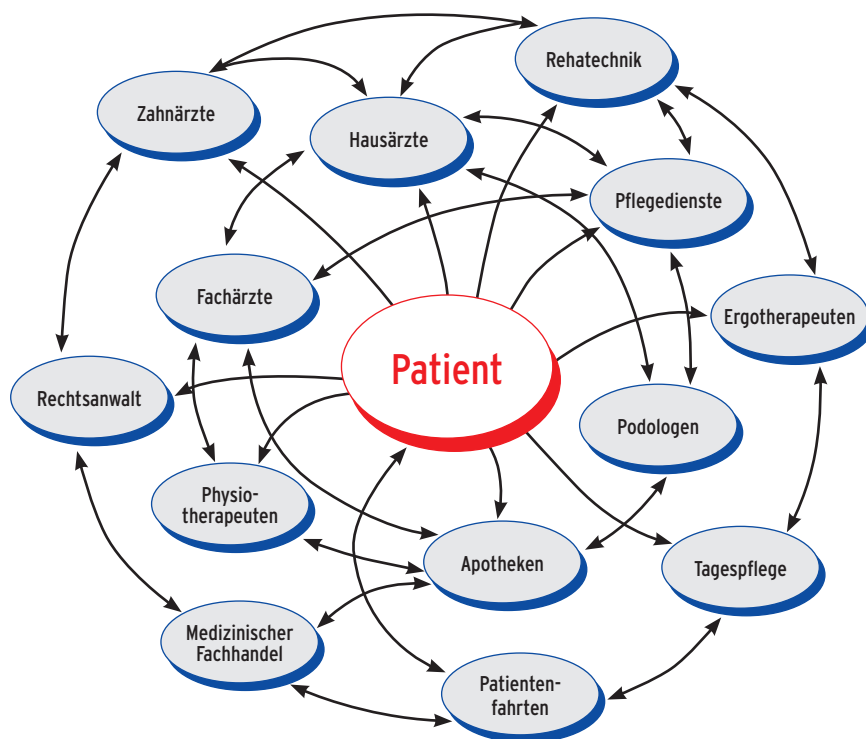 Rehatechnik
Zahnärzte
Hausärzte
Pflegedienste
Fachärzte
Ergotherapeuten
Patient
Rechtsanwalt
Podologen
Physio-
therapeuten
Apotheken
Tagespflege
Medizinischer
Fachhandel
Patienten-
fahrten